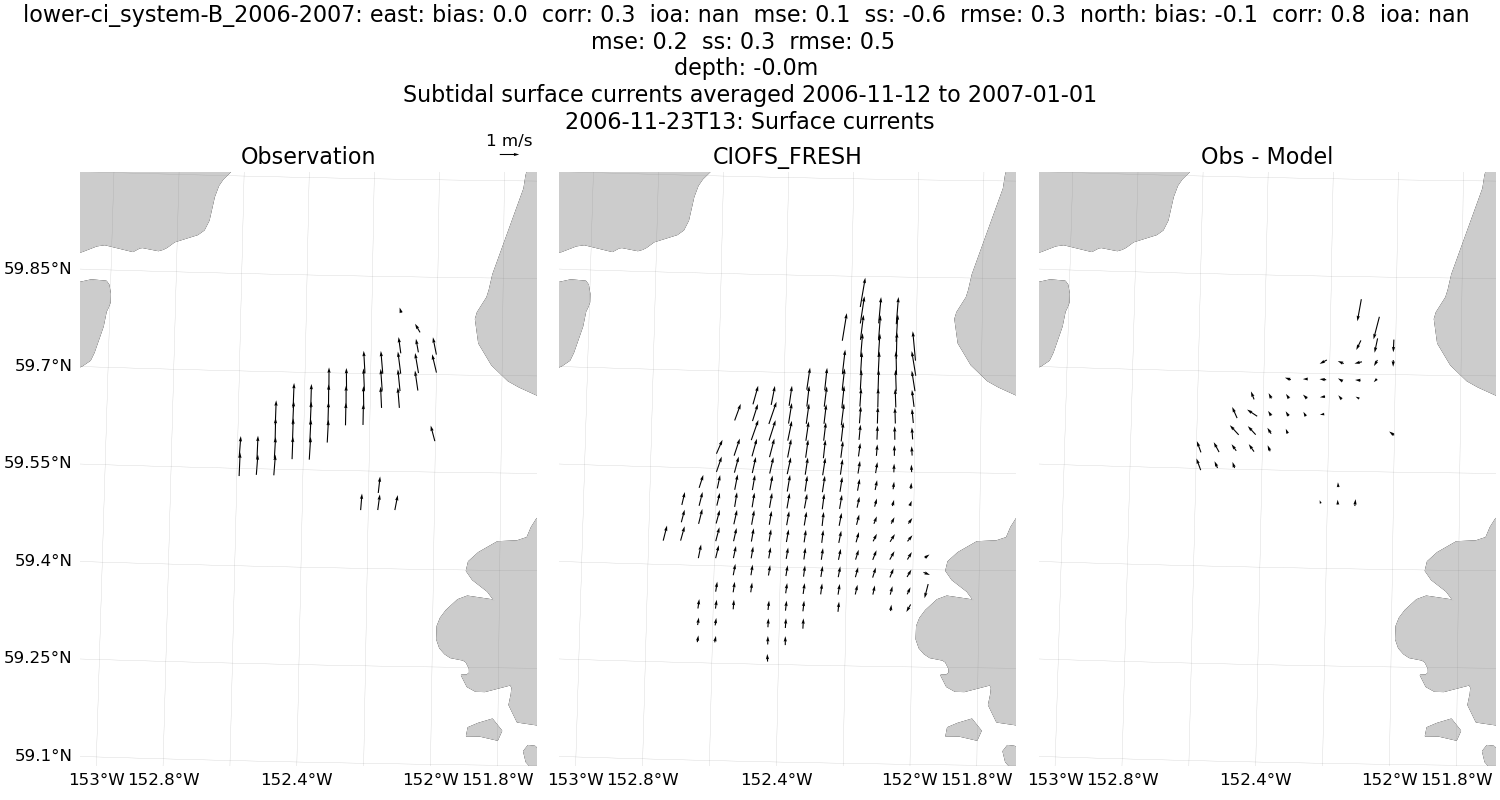 lower-ci_system-B_2006-2007: east: bias: 0.0  corr: 0.3  ioa: nan  mse: 0.1  ss: -0.6  rmse: 0.3  north: bias: -0.1  corr: 0.8  ioa: nan
mse: 0.2  ss: 0.3  rmse: 0.5
depth: -0.0m
Subtidal surface currents averaged 2006-11-12 to 2007-01-01
2006-11-23T13: Surface currents
1 m/s
Observation
CIOFS_FRESH
Obs - Model
59.85°N
59.7°N
59.55°N
59.4°N
59.25°N
59.1°N
153°W 152.8°W 152.4°W 152°W 151.8°W
153°W 152.8°W 152.4°W 152°W 151.8°W
153°W 152.8°W 152.4°W 152°W 151.8°W